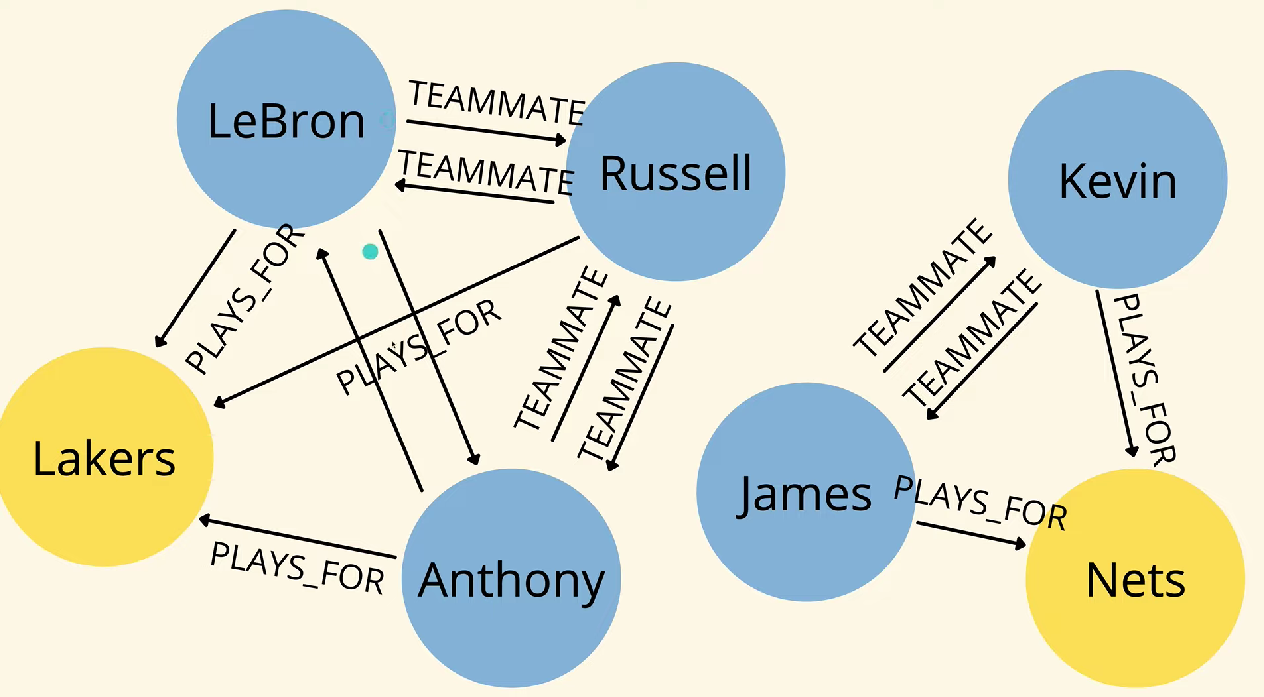 LeBron
TEAMMATE
TEAMMATE
Russell
Kevin
PLAYS_FOR
PLAYS_FOR
TEAMMATE
TEAMMATE
TEAMMATE
TEAMMATE
PLAYS_FOR
Lakers
PLAYS_FOR
Anthony
James
PLAYS_FOR
Nets